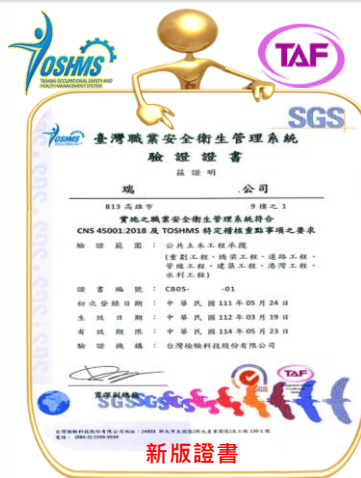 TOSHMS
TAIWAN OCCUPATIONAL SAFETY AND
HEALTH MANAGEMENT SYSTEM
TAF
SGS
TOSHMS
臺灣職業安全衛生管理系統
驗證證書
茲證明
瑞 公司
813 高雄市 9 樓之 1
實施之職業安全衛生管理系統符合
CNS 45001:2018 及 TOSHMS 特定稽核重點事項之要求
驗證範圍：公共土木工程承攬
(重劃工程、橋梁工程、道路工程、
管線工程、建築工程、港灣工程、
水利工程)
證書編號：CB05- -01
初次登錄日期：中華民國 111 年 05 月 24 日
生效日期：中華民國 112 年 03 月 19 日
有效期限：中華民國 114 年 05 月 23 日
驗證機構：台灣檢驗科技股份有限公司
TAF
SGS
新版證書